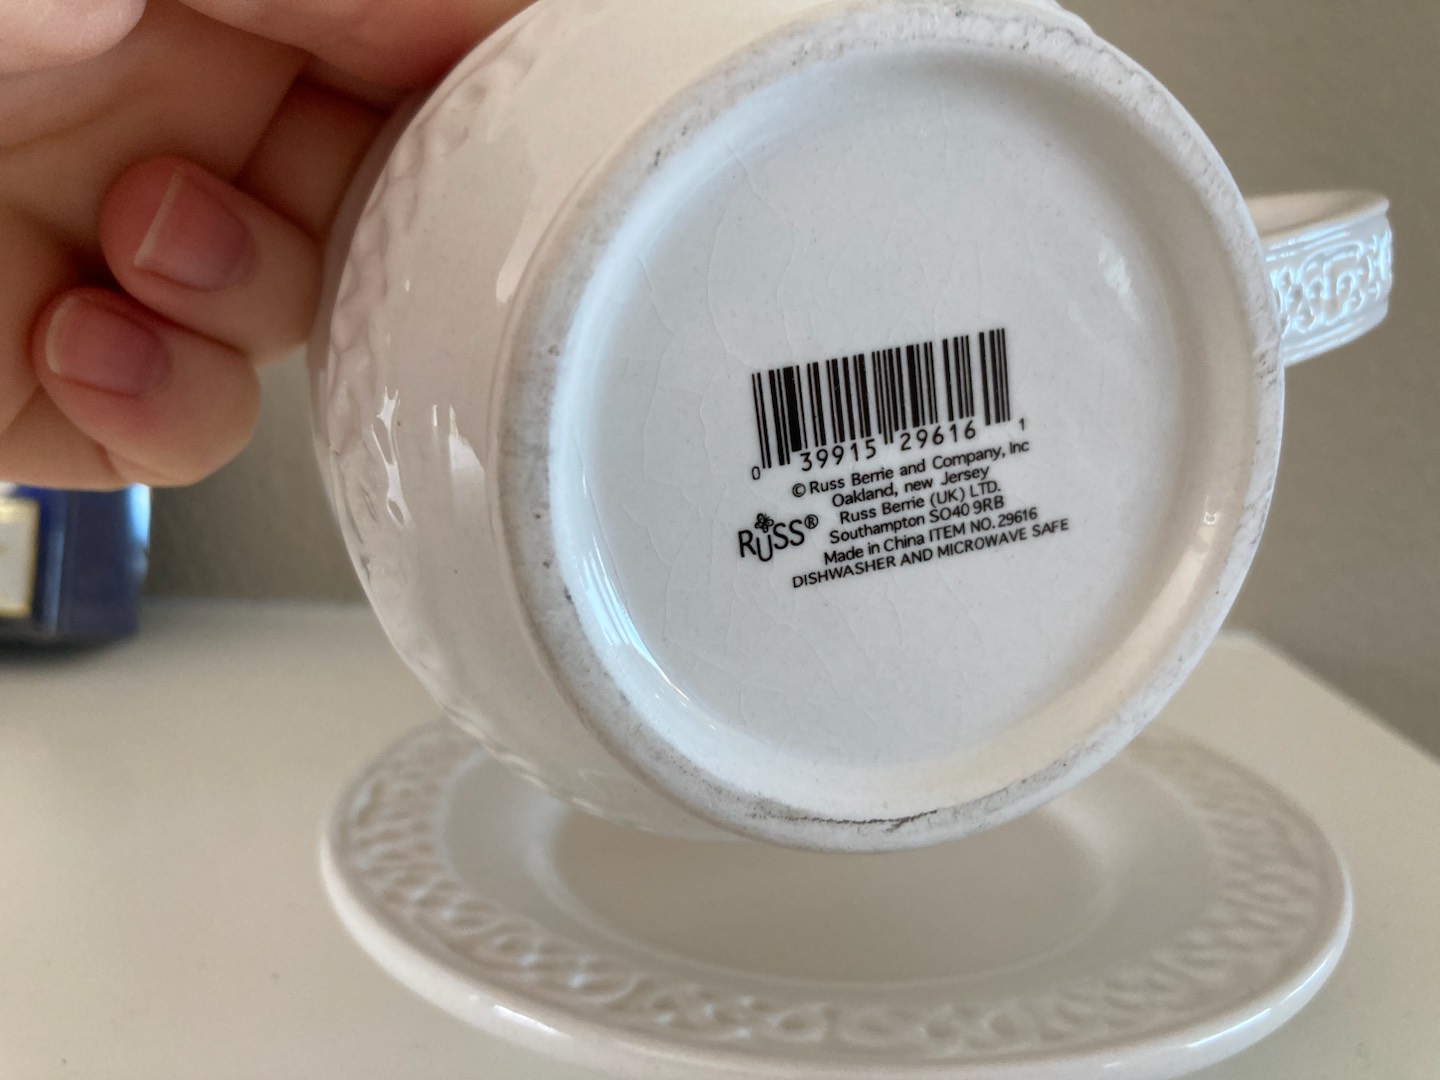 0 39915 29616 1
© Russ Berrie and Company, Inc
Oakland, new Jersey
Russ Berrie (UK) LTD.
RUSS® Southampton SO40 9RB
Made in China ITEM NO. 29616
DISHWASHER AND MICROWAVE SAFE